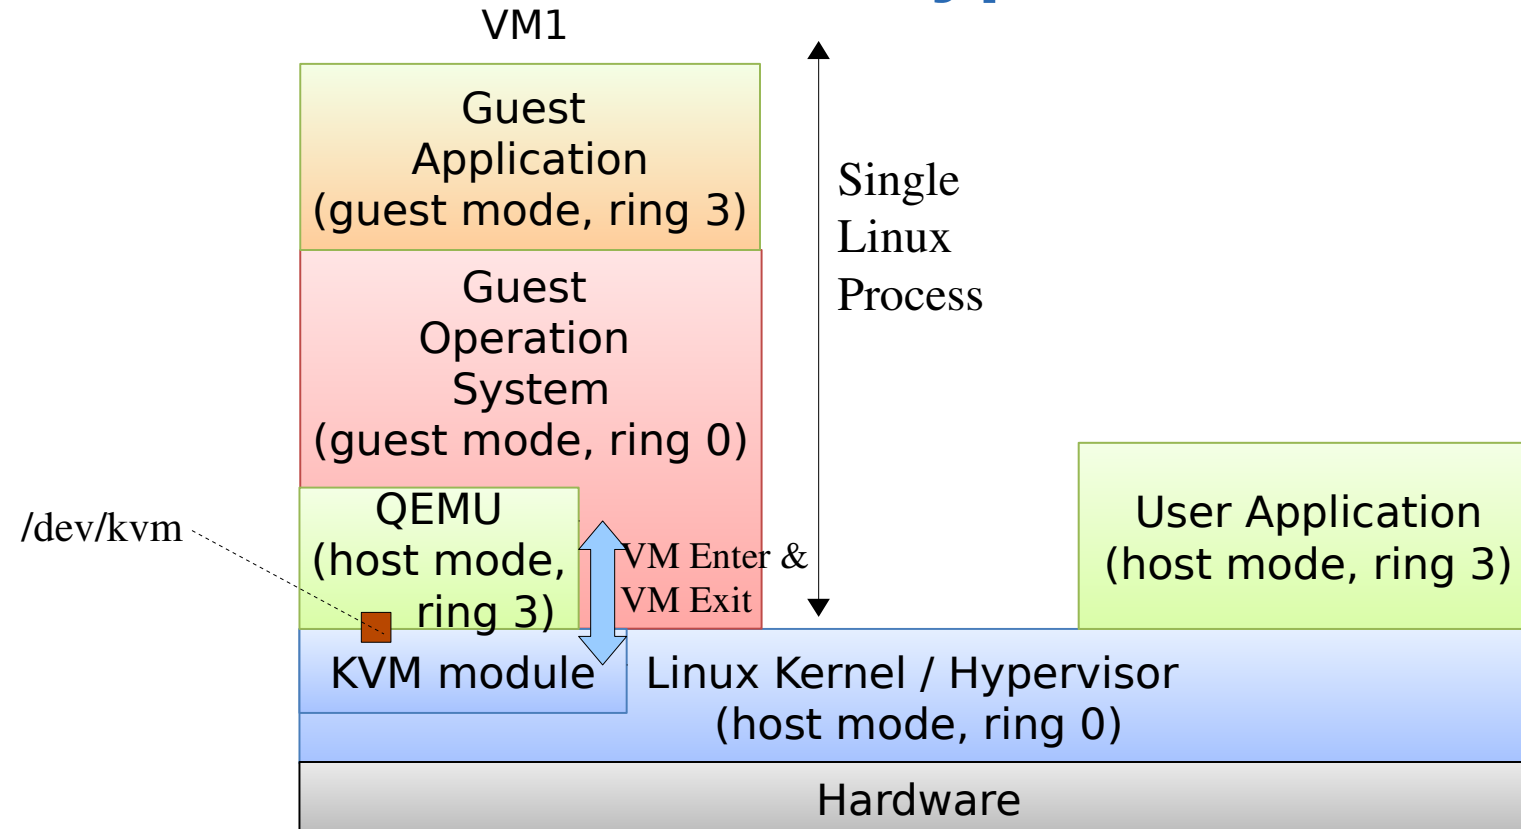 VM1
Guest
Application
(guest mode, ring 3)
Single
Linux
Process
Guest
Operation
System
(guest mode, ring 0)
/dev/kvm
QEMU
(host mode,
ring 3)
VM Enter &
VM Exit
User Application
(host mode, ring 3)
KVM module
Linux Kernel / Hypervisor
(host mode, ring 0)
Hardware